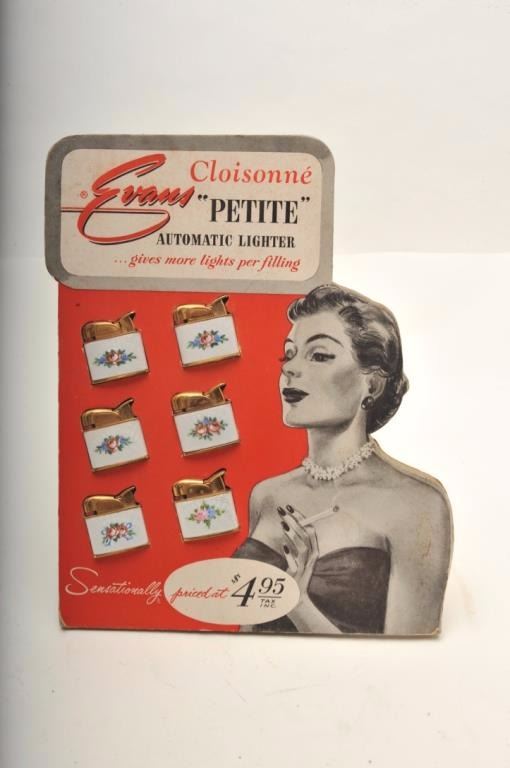 Cloisonné
® Evans "PETITE"
AUTOMATIC LIGHTER
...gives more lights per filling
Sensationally priced at $4.95
TAX
INC.